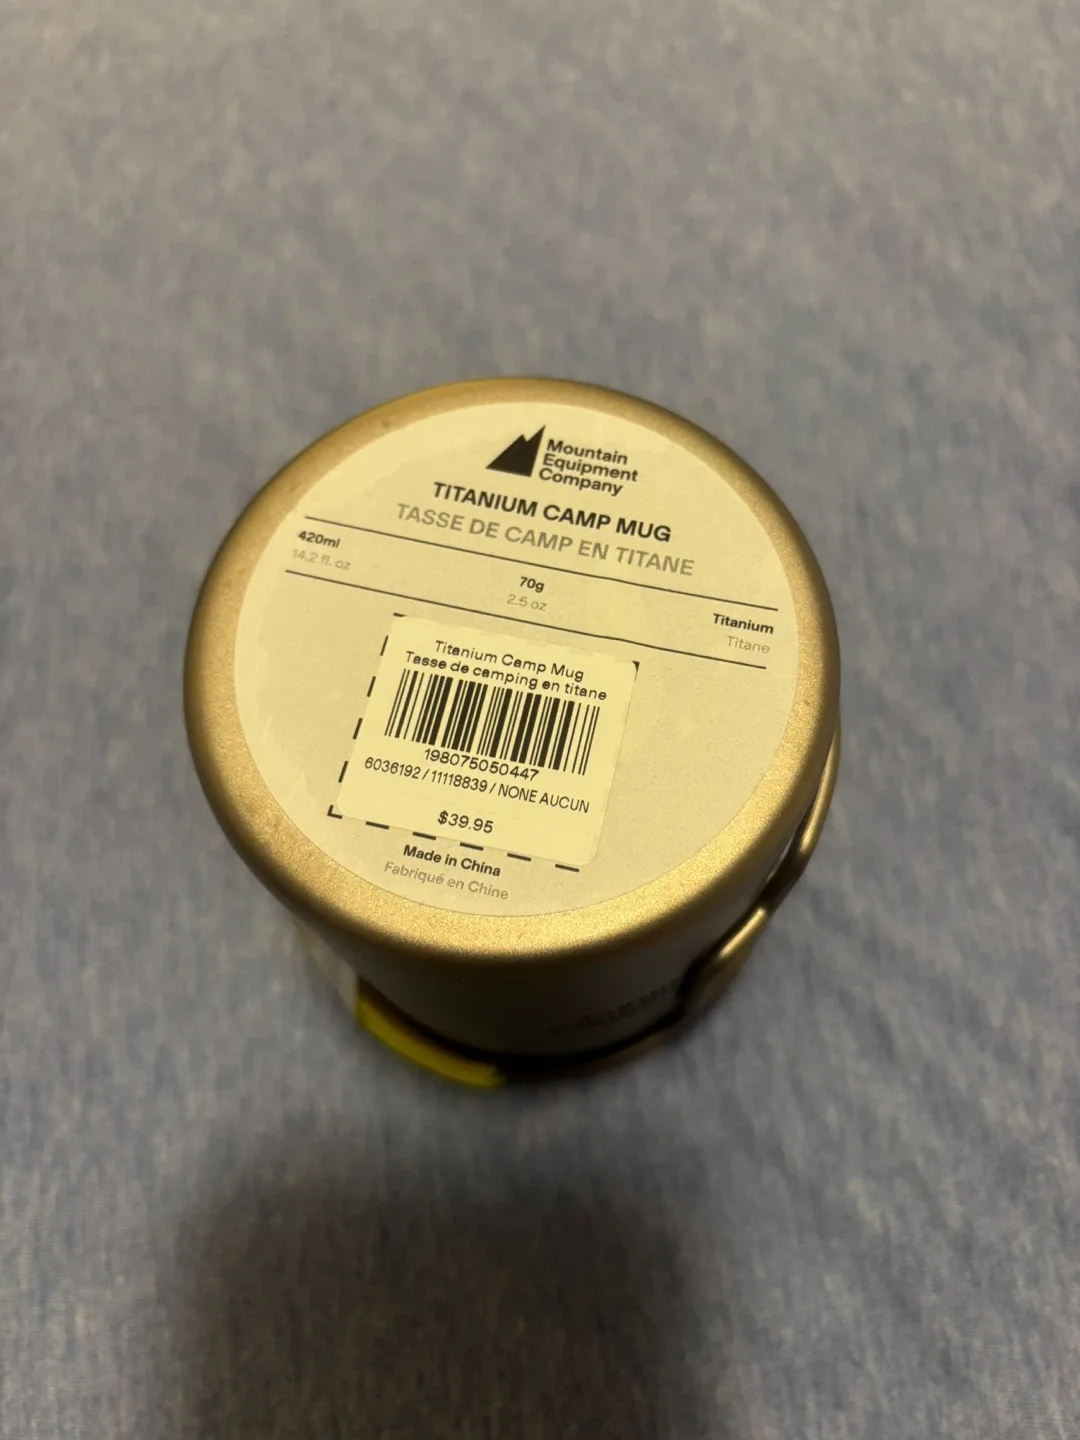 Mountain
Equipment
Company
TITANIUM CAMP MUG
TASSE DE CAMP EN TITANE
420ml
14.2 fl. oz
70g
2.5 oz
Titanium
Titane
Titanium Camp Mug
Tasse de camping en titane
198075050447
6036192 / 11118839 / NONE AUCUN
$39.95
Made in China
Fabriqué en Chine